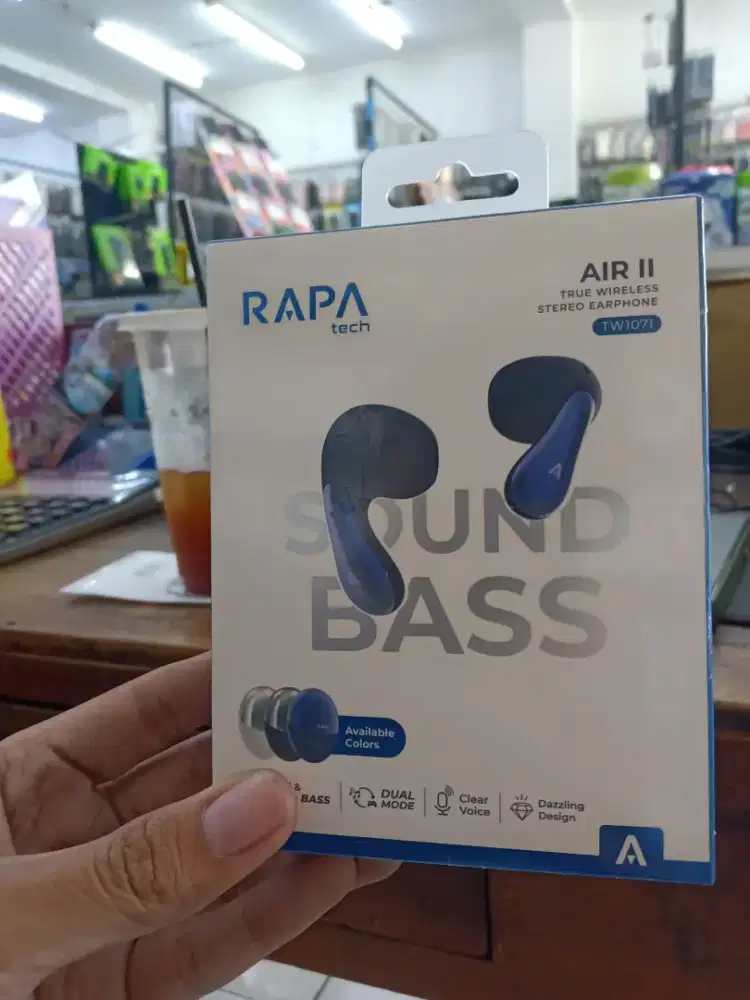 RAPA
tech
AIR II
TRUE WIRELESS
STEREO EARPHONE
TW1071
SOUND
BASS
Available
Colors
&
BASS
DUAL
MODE
Clear
Voice
Dazzling
Design